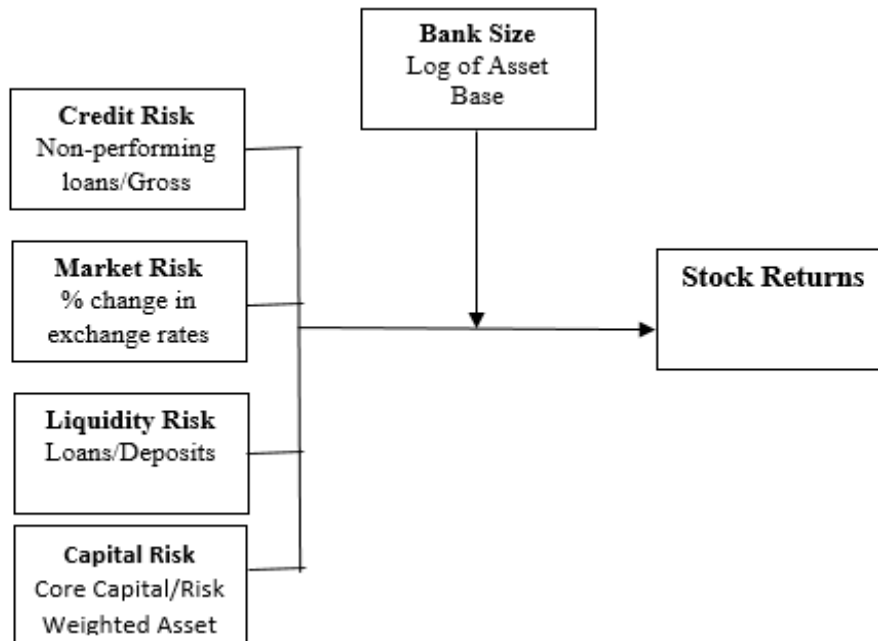 Bank Size
Log of Asset
Base
Credit Risk
Non-performing
loans/Gross
Market Risk
% change in
exchange rates
Stock Returns
Liquidity Risk
Loans/Deposits
Capital Risk
Core Capital/Risk
Weighted Asset